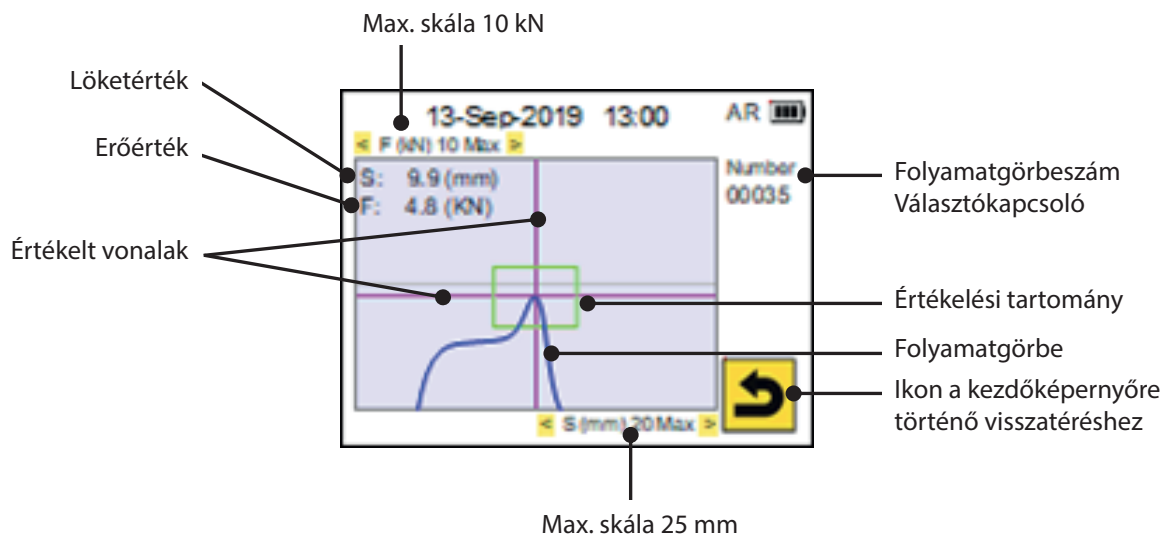 Max. skála 10 kN
Löketérték
Erőérték
Értékelt vonalak
13-Sep-2019 13:00
AR
< F (kN) 10 Max >
S: 9.9 (mm)
F: 4.8 (KN)
Number
00035
< S (mm) 20 Max >
Folyamatgörbeszám
Választókapcsoló
Értékelési tartomány
Folyamatgörbe
Ikon a kezdőképernyőre
történő visszatéréshez
Max. skála 25 mm